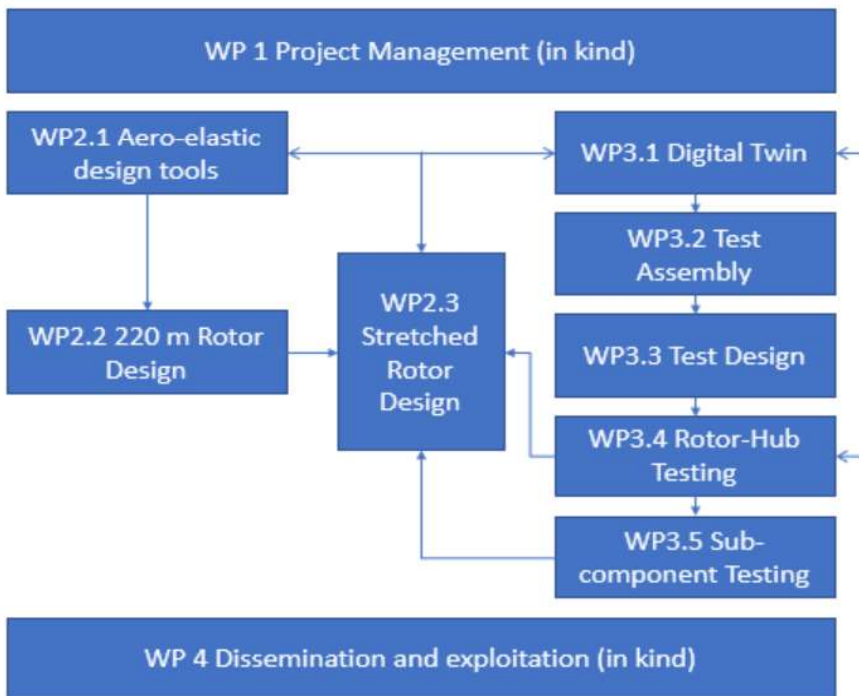 WP 1 Project Management (in kind)
WP2.1 Aero-elastic
design tools
WP3.1 Digital Twin
WP3.2 Test
Assembly
WP2.3
Stretched
Rotor
Design
WP2.2 220 m Rotor
Design
WP3.3 Test Design
WP3.4 Rotor-Hub
Testing
WP3.5 Sub-
component Testing
WP 4 Dissemination and exploitation (in kind)